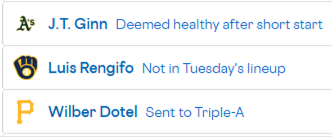 A's J.T. Ginn Deemed healthy after short start
Luis Rengifo Not in Tuesday's lineup
P Wilber Dotel Sent to Triple-A